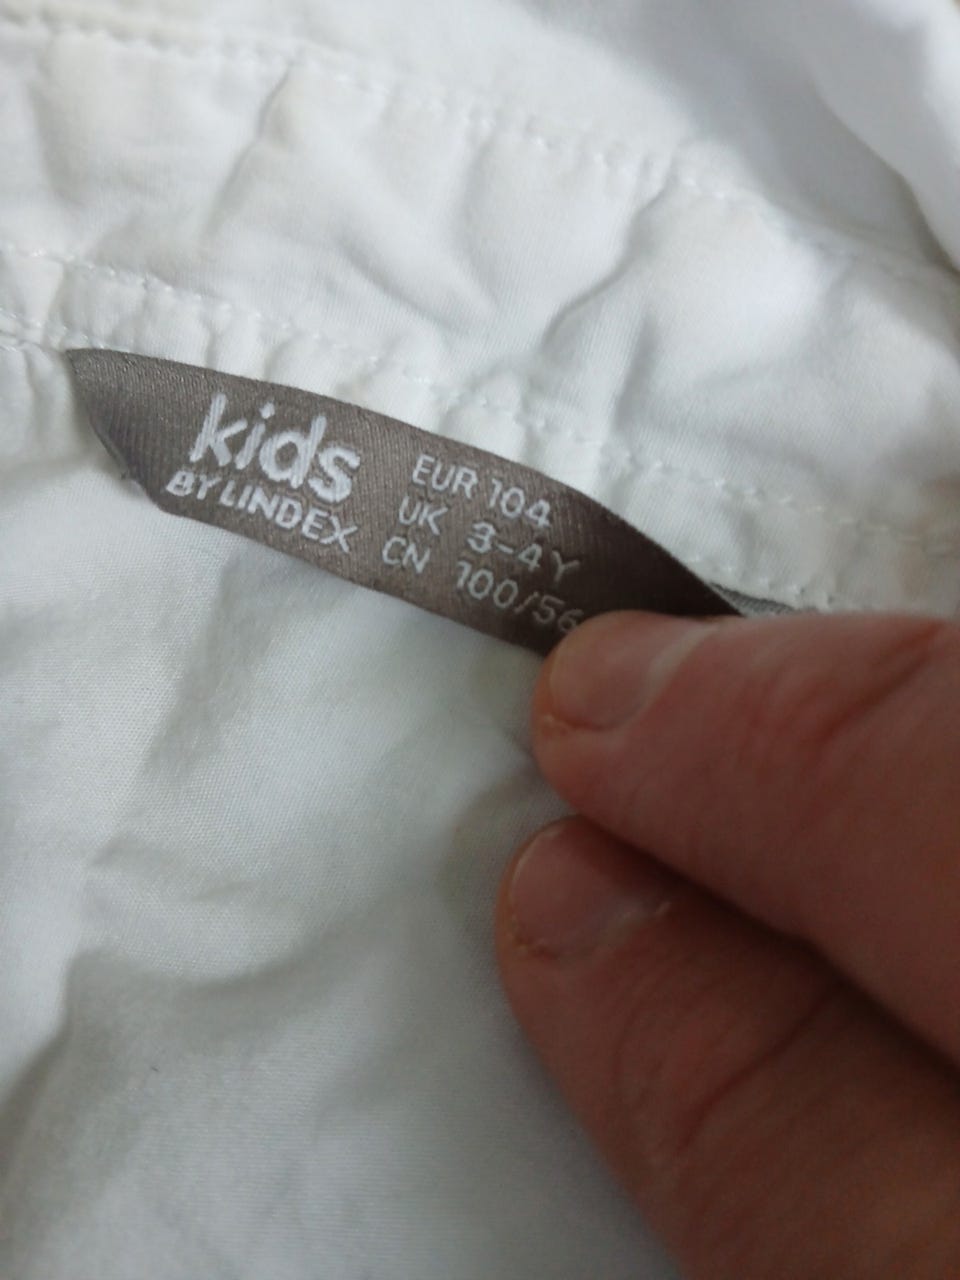 kids
BY LINDEX
EUR 104
UK 3-4Y
CN 100/56